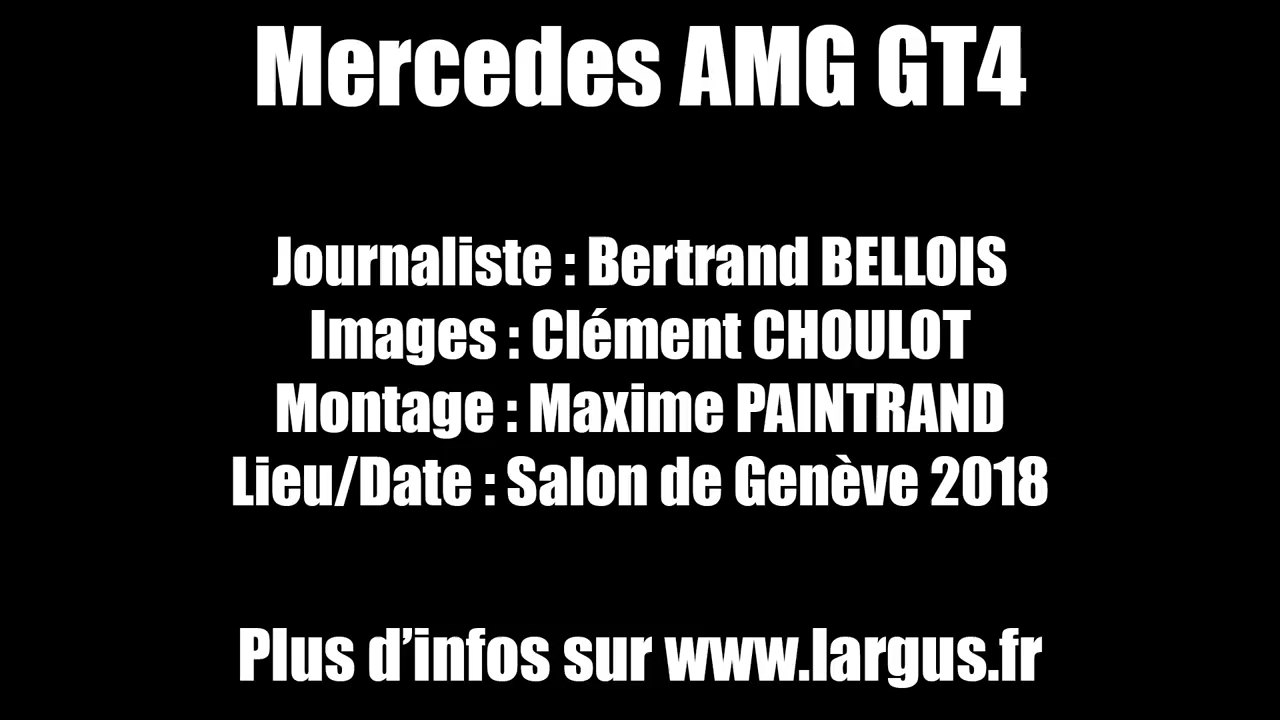 Mercedes AMG GT4
Journaliste : Bertrand BELLOIS
Images : Clément CHOULOT
Montage : Maxime PAINTRAND
Lieu/Date : Salon de Genève 2018
Plus d’infos sur www.largus.fr